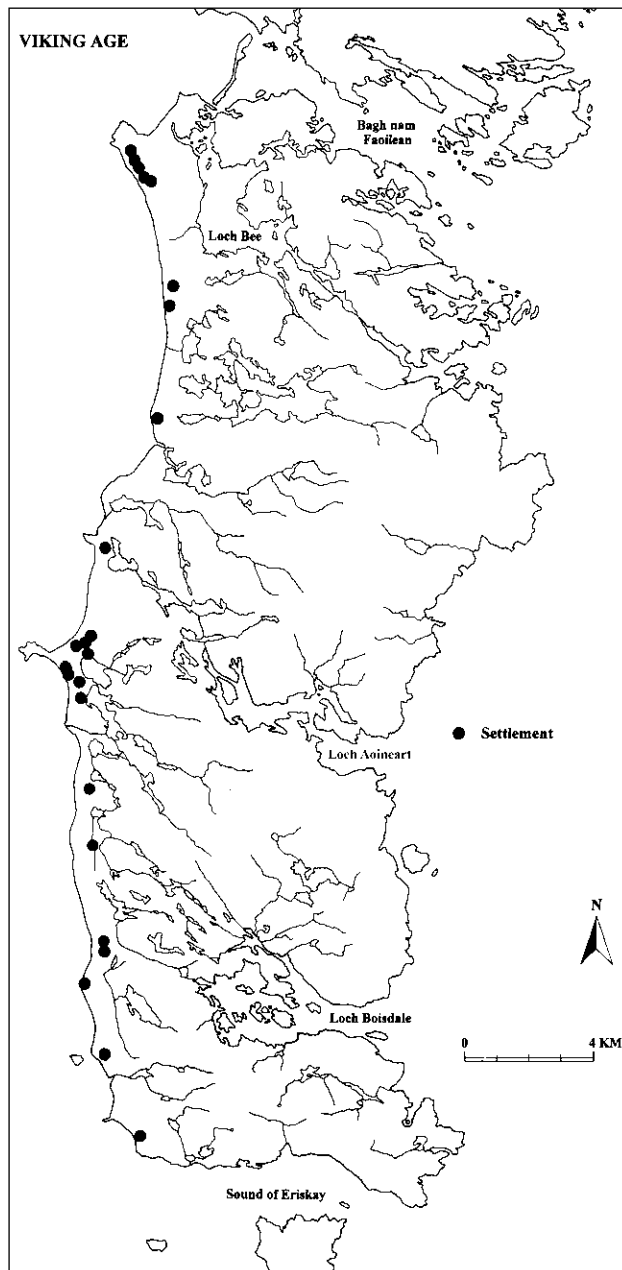 VIKING AGE
Bagh nam
Faoilean
Loch Bee
Settlement
Loch Aoineart
N
Loch Boisdale
0 4 KM
Sound of Eriskay